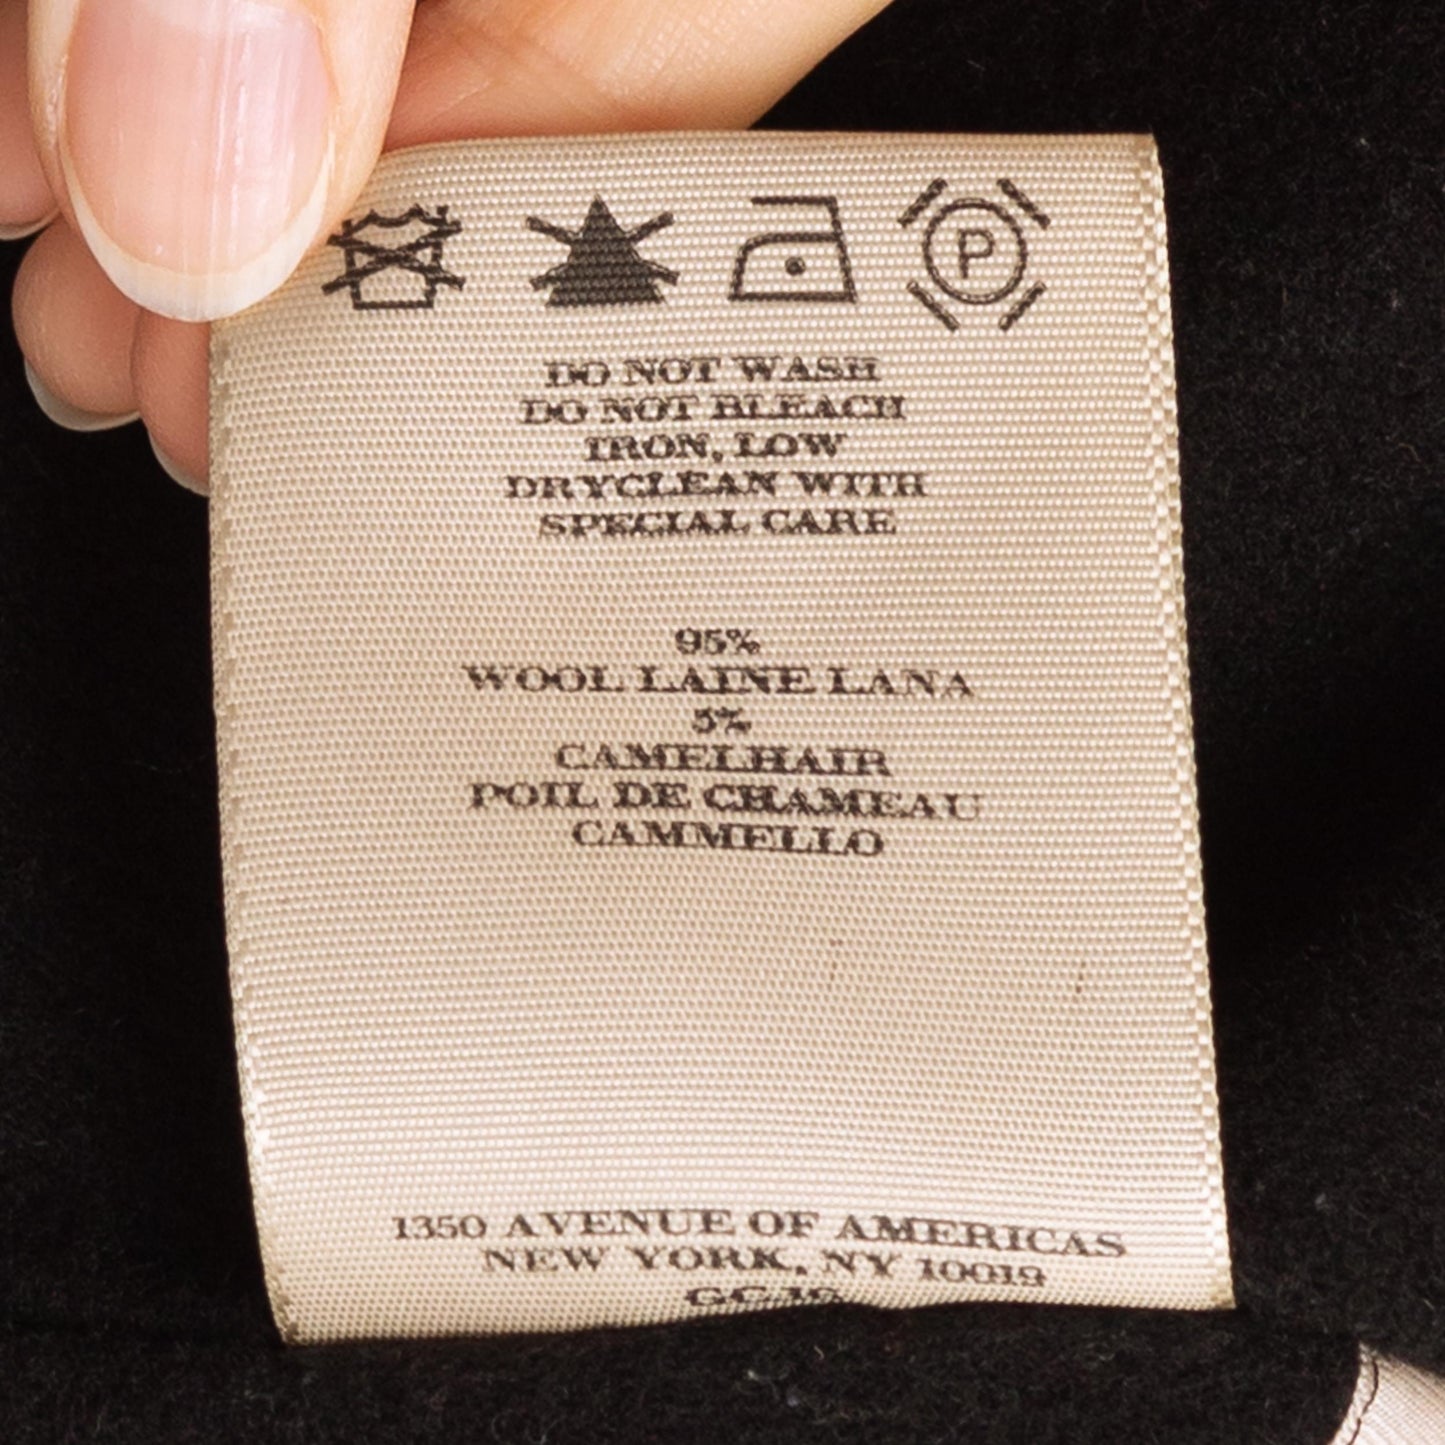 P
DO NOT WASH
DO NOT BLEACH
IRON, LOW
DRYCLEAN WITH
SPECIAL CARE
95%
WOOL LAINE LANA
5%
CAMELHAIR
POIL DE CHAMEAU
CAMMELLO
1350 AVENUE OF AMERICAS
NEW YORK, NY 10019